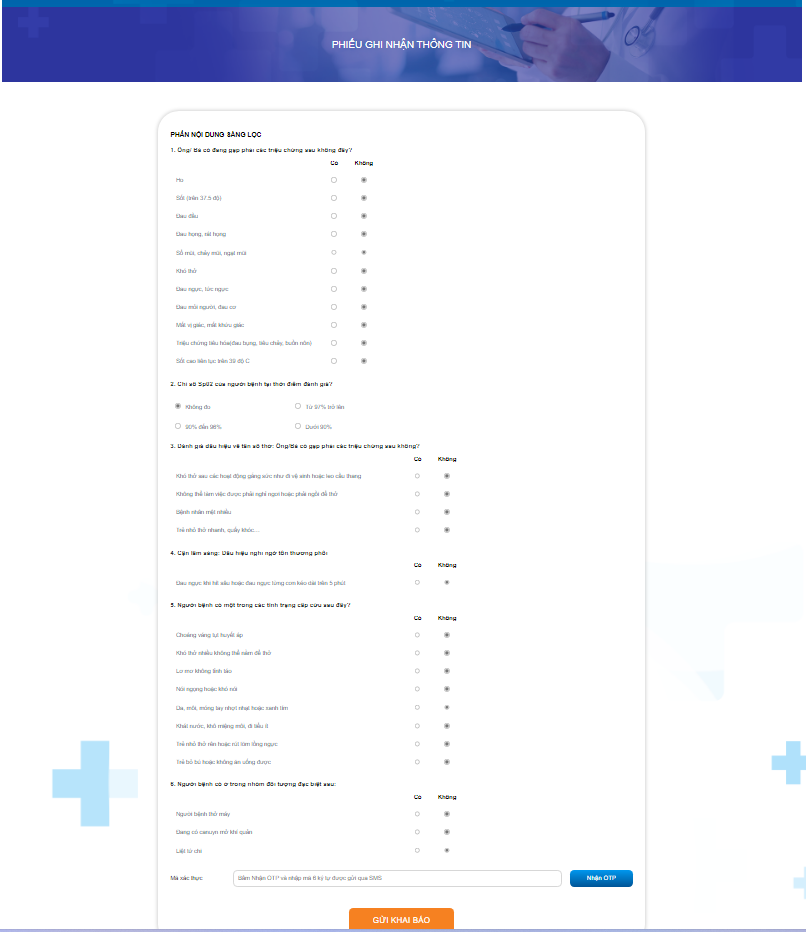 PHIẾU GHI NHẬN THÔNG TIN
PHẦN NỘI DUNG SÀNG LỌC
1. Ông/ Bà có đang gặp phải các triệu chứng sau không đây?
Có Không
Ho
Sốt (trên 37.5 độ)
Đau đầu
Đau họng, rát họng
Sổ mũi, chảy mũi, ngạt mũi
Khó thở
Đau ngực, tức ngực
Đau mỏi người, đau cơ
Mất vị giác, mất khứu giác
Triệu chứng tiêu hóa(đau bụng, tiêu chảy, buồn nôn)
Sốt cao liên tục trên 39 độ C
2. Chỉ số Sp02 của người bệnh tại thời điểm đánh giá?
Không đo
Từ 97% trở lên
90% đến 96%
Dưới 90%
3. Đánh giá dấu hiệu về tần số thở: Ông/Bà có gặp phải các triệu chứng sau không?
Có Không
Khó thở sau các hoạt động gắng sức như đi vệ sinh hoặc leo cầu thang
Không thể làm việc được phải nghỉ ngơi hoặc phải ngồi để thở
Bệnh nhân mệt nhiều
Trẻ nhỏ thở nhanh, quấy khóc...
4. Cận lâm sàng: Dấu hiệu nghi ngờ tổn thương phổi
Có Không
Đau ngực khi hít sâu hoặc đau ngực từng cơn kéo dài trên 5 phút
5. Người bệnh có một trong các tình trạng cấp cứu sau đây?
Có Không
Choáng váng tụt huyết áp
Khó thở nhiều không thể nằm để thở
Lơ mơ không tỉnh táo
Nói ngọng hoặc khó nói
Da, môi, móng tay nhợt nhạt hoặc xanh tím
Khát nước, khô miệng môi, đi tiểu ít
Trẻ nhỏ thở rên hoặc rút lõm lồng ngực
Trẻ bỏ bú hoặc không ăn uống được
6. Người bệnh có ở trong nhóm đối tượng đặc biệt sau:
Có Không
Người bệnh thở máy
Đang có canuyn mở khí quản
Liệt tứ chi
Mã xác thực
Bấm Nhận OTP và nhập mã 6 ký tự được gửi qua SMS
Nhận OTP
GỬI KHAI BÁO